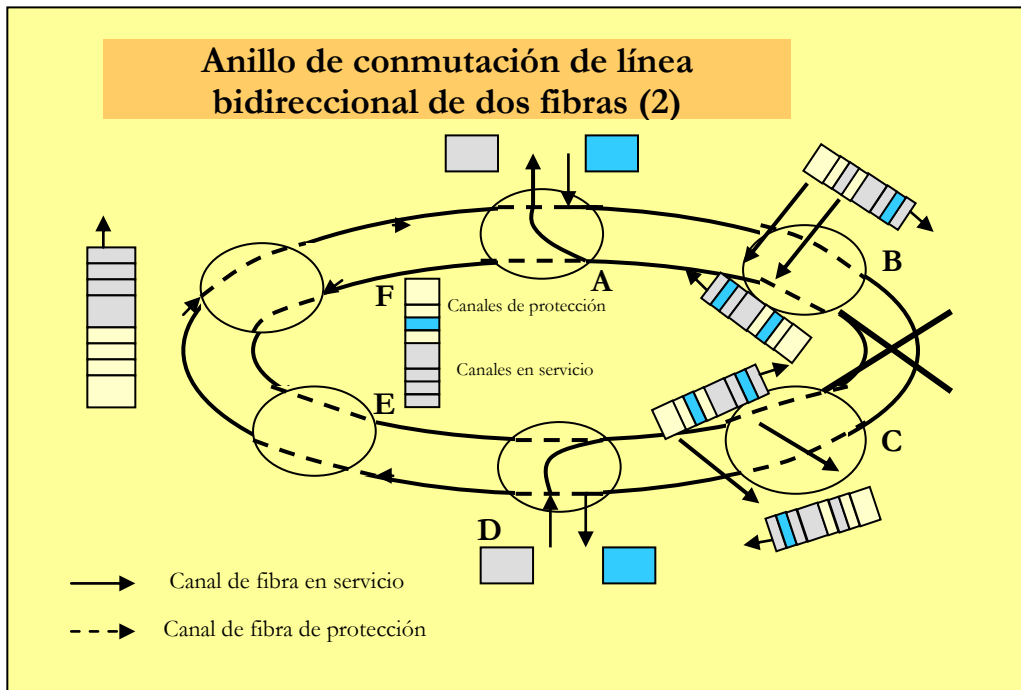 Anillo de conmutación de línea
bidireccional de dos fibras (2)
A
B
F
Canales de protección
Canales en servicio
E
C
D
Canal de fibra en servicio
Canal de fibra de protección